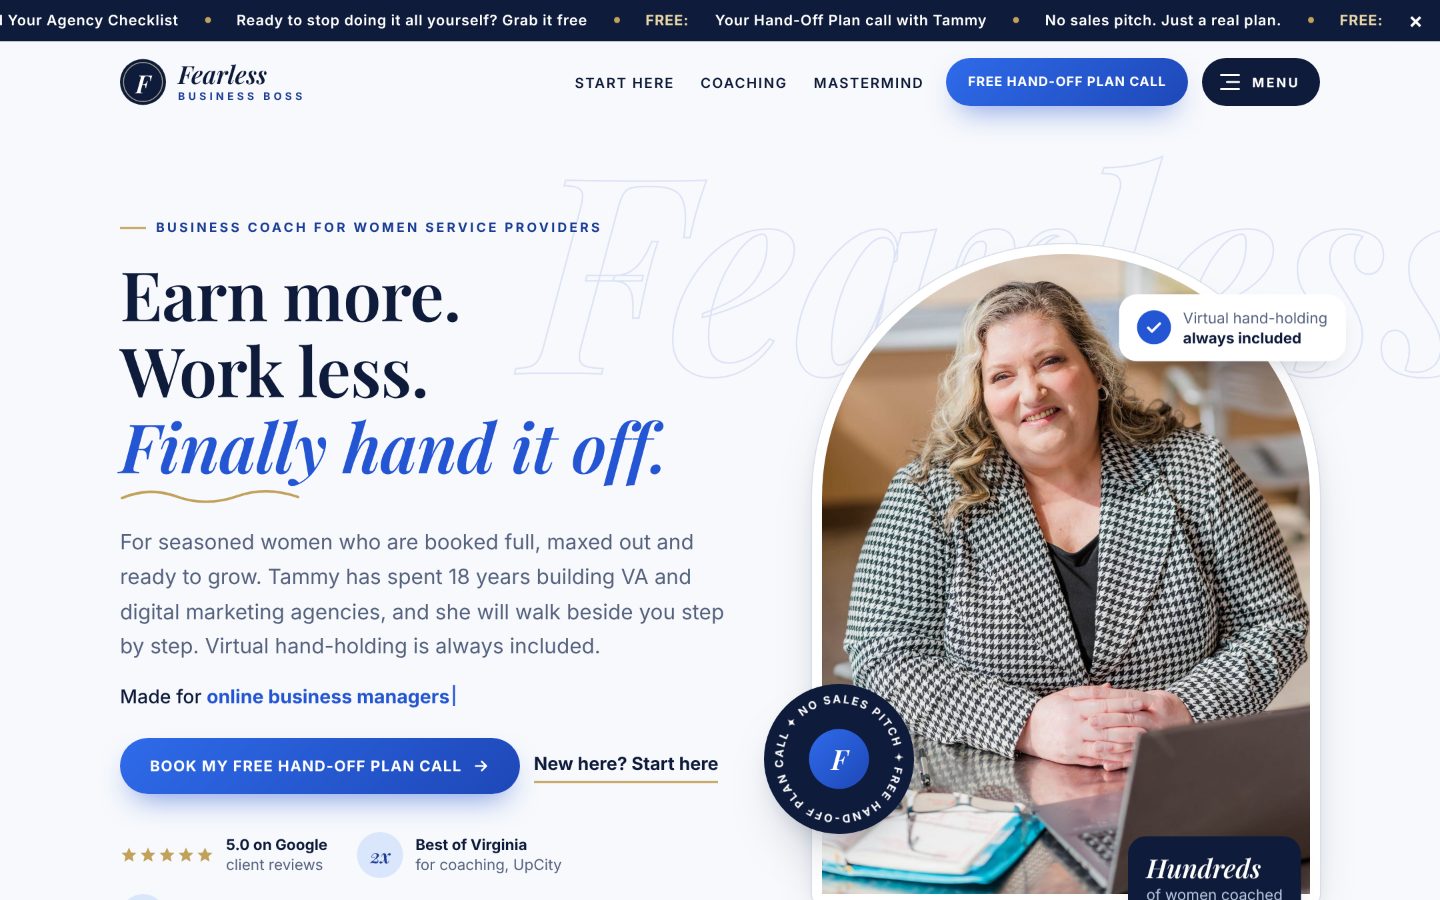 Your Agency Checklist • Ready to stop doing it all yourself? Grab it free • FREE: Your Hand-Off Plan call with Tammy • No sales pitch. Just a real plan. • FREE: ×
F
Fearless
BUSINESS BOSS
START HERE COACHING MASTERMIND FREE HAND-OFF PLAN CALL MENU
Fearless
BUSINESS COACH FOR WOMEN SERVICE PROVIDERS
Earn more.
Work less.
Finally hand it off.
For seasoned women who are booked full, maxed out and
ready to grow. Tammy has spent 18 years building VA and
digital marketing agencies, and she will walk beside you step
by step. Virtual hand-holding is always included.
Made for online business managers
BOOK MY FREE HAND-OFF PLAN CALL →
New here? Start here
★★★★★
5.0 on Google
client reviews
2x
Best of Virginia
for coaching, UpCity
Virtual hand-holding
always included
NO SALES PITCH ✦ FREE HAND-OFF PLAN CALL ✦
F
Hundreds
of women coached